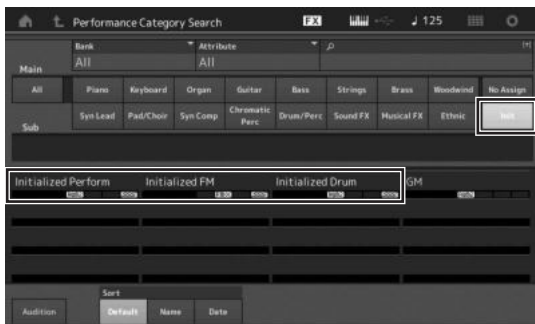 Performance Category Search FX ♩ 125
Bank Attribute
Main All All
All Piano Keyboard Organ Guitar Bass Strings Brass Woodwind No Assign
Syn Lead Pad/Choir Syn Comp Chromatic Perc Drum/Perc Sound FX Musical FX Ethnic Init
Sub
Initialized Perform Initialized FM Initialized Drum GM
Sort
Audition Default Name Date